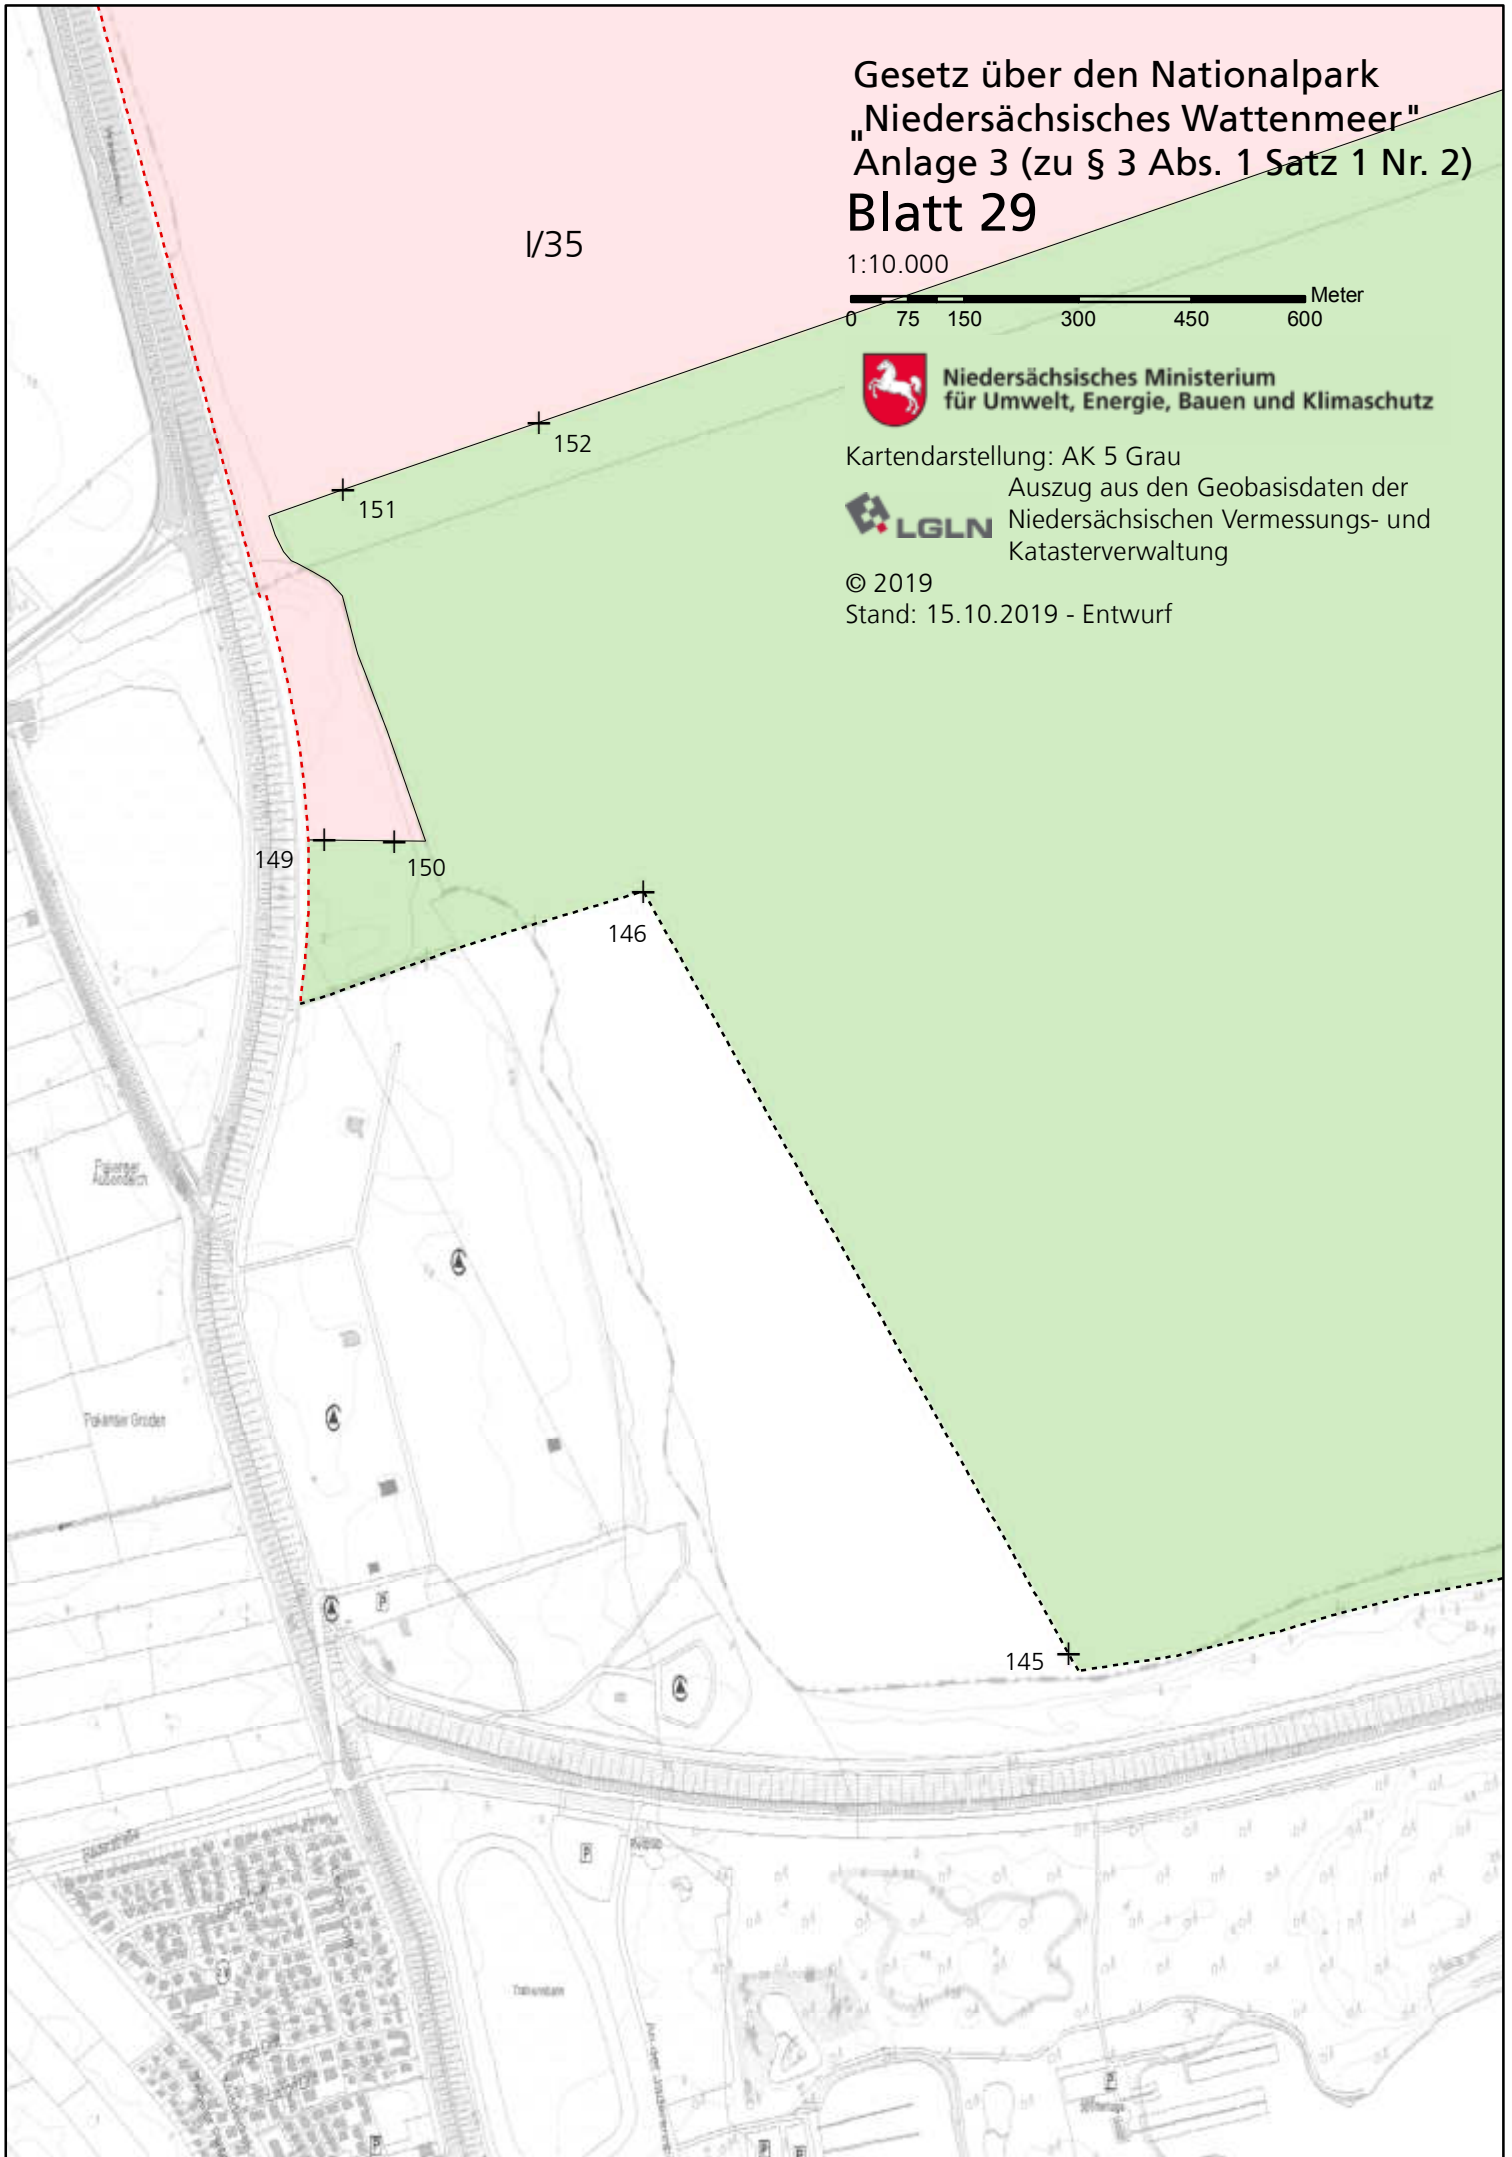 Gesetz über den Nationalpark
„Niedersächsisches Wattenmeer"
Anlage 3 (zu § 3 Abs. 1 Satz 1 Nr. 2)
Blatt 29
1:10.000
Meter
0 75 150 300 450 600
Niedersächsisches Ministerium
für Umwelt, Energie, Bauen und Klimaschutz
Kartendarstellung: AK 5 Grau
LGLN
Auszug aus den Geobasisdaten der
Niedersächsischen Vermessungs- und
Katasterverwaltung
© 2019
Stand: 15.10.2019 - Entwurf
I/35
152
151
149
150
146
145
Außendeich
Groden
P
P
P
P
P
P